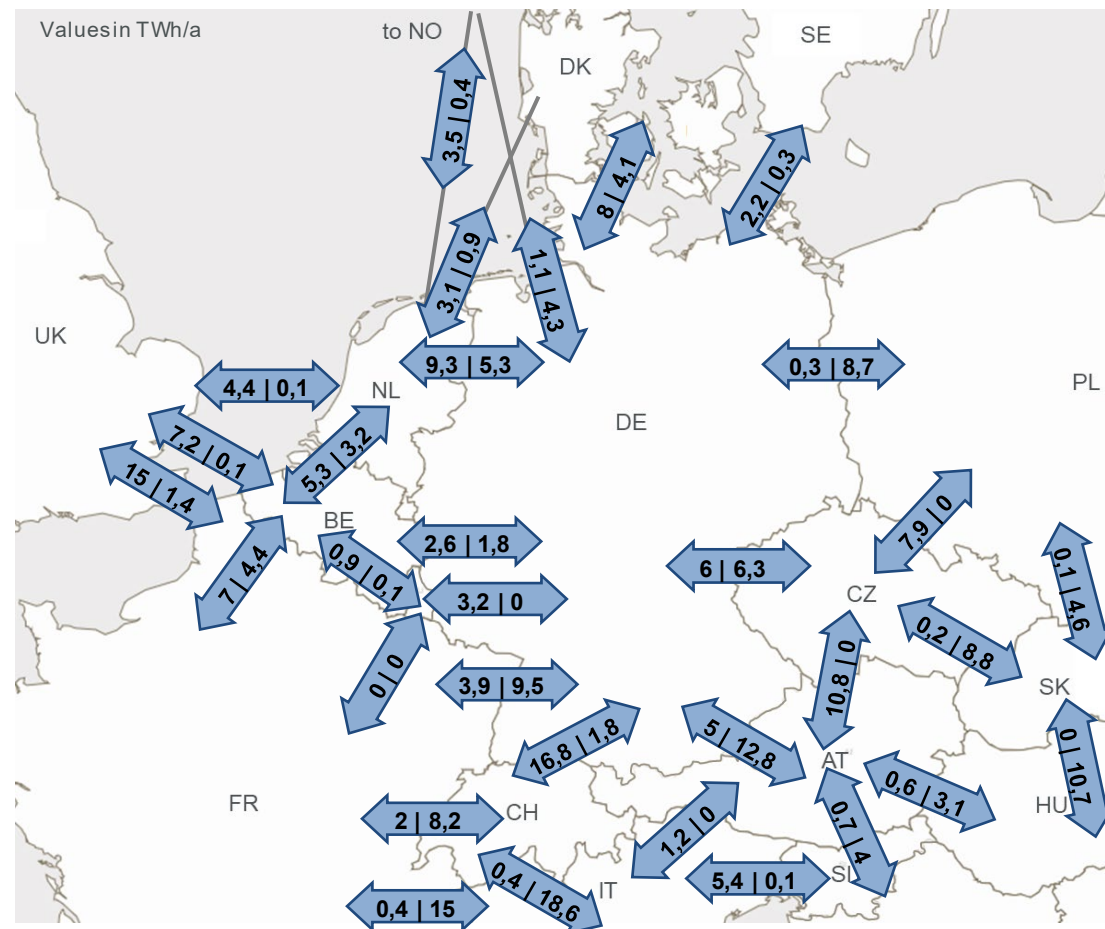 Values in TWh/a
to NO
SE
DK
3,5 | 0,4
8 | 4,1
2,2 | 0,3
3,1 | 0,9
1,1 | 4,3
UK
9,3 | 5,3
0,3 | 8,7
4,4 | 0,1
NL
PL
DE
7,2 | 0,1
5,3 | 3,2
15 | 1,4
BE
7,9 | 0
2,6 | 1,8
7 | 4,4
0,9 | 0,1
6 | 6,3
0,1 | 4,6
3,2 | 0
CZ
0,2 | 8,8
0 | 0
3,9 | 9,5
10,8 | 0
SK
16,8 | 1,8
5 | 12,8
AT
0 | 10,7
0,6 | 3,1
FR
CH
HU
2 | 8,2
1,2 | 0
0,7 | 4
0,4 | 18,6
IT
5,4 | 0,1
SI
0,4 | 15